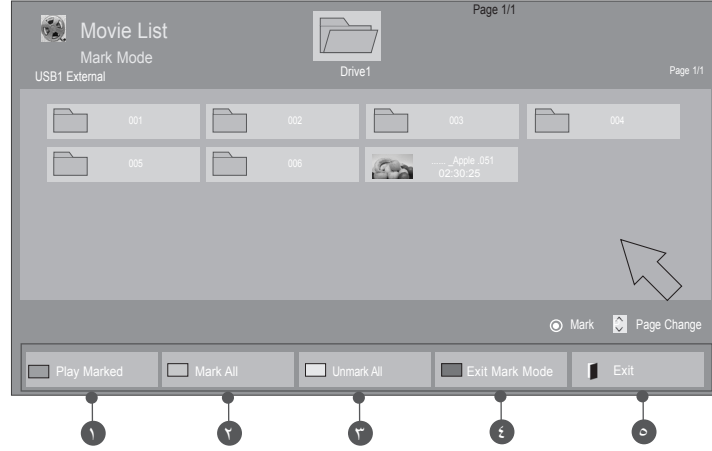 Page 1/1
Movie List
Mark Mode
USB1 External
Drive1
Page 1/1
001
002
003
004
005
006
...... _Apple .051
02:30:25
Mark
Page Change
Play Marked
Mark All
Unmark All
Exit Mark Mode
Exit
١
٢
٣
٤
٥